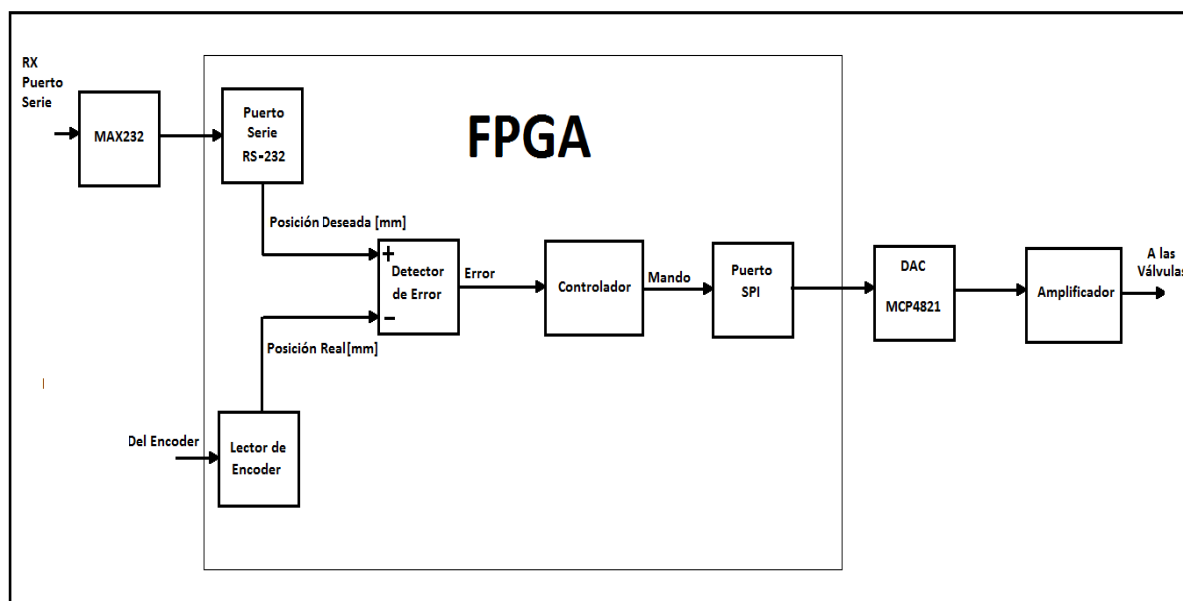 RX
Puerto
Serie
MAX232
Puerto
Serie
RS-232
FPGA
Posición Deseada [mm]
+
Detector
de Error
-
Error
Controlador
Mando
Puerto
SPI
DAC
MCP4821
Amplificador
A las
Válvulas
Posición Real[mm]
Del Encoder
Lector de
Encoder